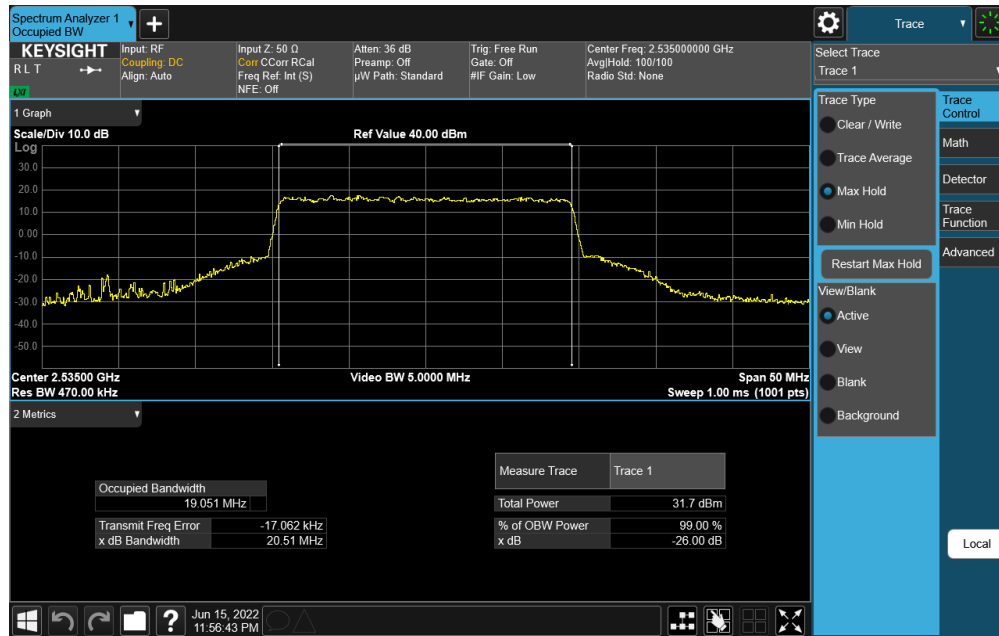 Spectrum Analyzer 1
Occupied BW
Trace
KEYSIGHT
R L T
LXI
Input: RF
Coupling: DC
Align: Auto
Input Z: 50 Ω
Corr CCorr RCal
Freq Ref: Int (S)
NFE: Off
Atten: 36 dB
Preamp: Off
µW Path: Standard
Trig: Free Run
Gate: Off
#IF Gain: Low
Center Freq: 2.535000000 GHz
Avg|Hold: 100/100
Radio Std: None
Select Trace
Trace 1
1 Graph
Scale/Div 10.0 dB
Ref Value 40.00 dBm
Log
30.0
20.0
10.0
0.00
-10.0
-20.0
-30.0
-40.0
-50.0
Center 2.53500 GHz
Video BW 5.0000 MHz
Span 50 MHz
Res BW 470.00 kHz
Sweep 1.00 ms (1001 pts)
Trace Type
Clear / Write
Trace Average
Max Hold
Min Hold
Restart Max Hold
View/Blank
Active
View
Blank
Background
Trace
Control
Math
Detector
Trace
Function
Advanced
Local
2 Metrics
Occupied Bandwidth
19.051 MHz
Transmit Freq Error -17.062 kHz
x dB Bandwidth 20.51 MHz
Measure Trace Trace 1
Total Power 31.7 dBm
% of OBW Power 99.00 %
x dB -26.00 dB
?
Jun 15, 2022
11:56:43 PM